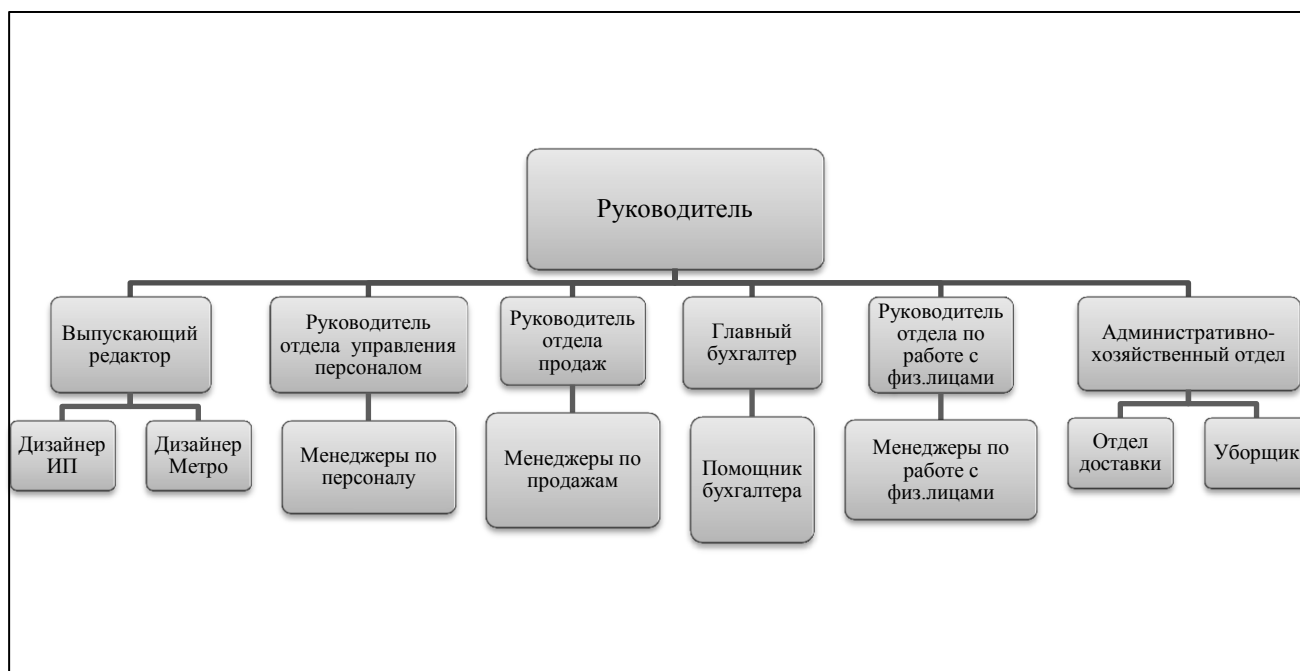 Руководитель
Выпускающий
редактор
Руководитель
отдела управления
персоналом
Руководитель
отдела
продаж
Главный
бухгалтер
Руководитель
отдела по
работе с
физ.лицами
Административно-
хозяйственный отдел
Дизайнер
ИП
Дизайнер
Метро
Менеджеры по
персоналу
Менеджеры по
продажам
Помощник
бухгалтера
Менеджеры по
работе с
физ.лицами
Отдел
доставки
Уборщик